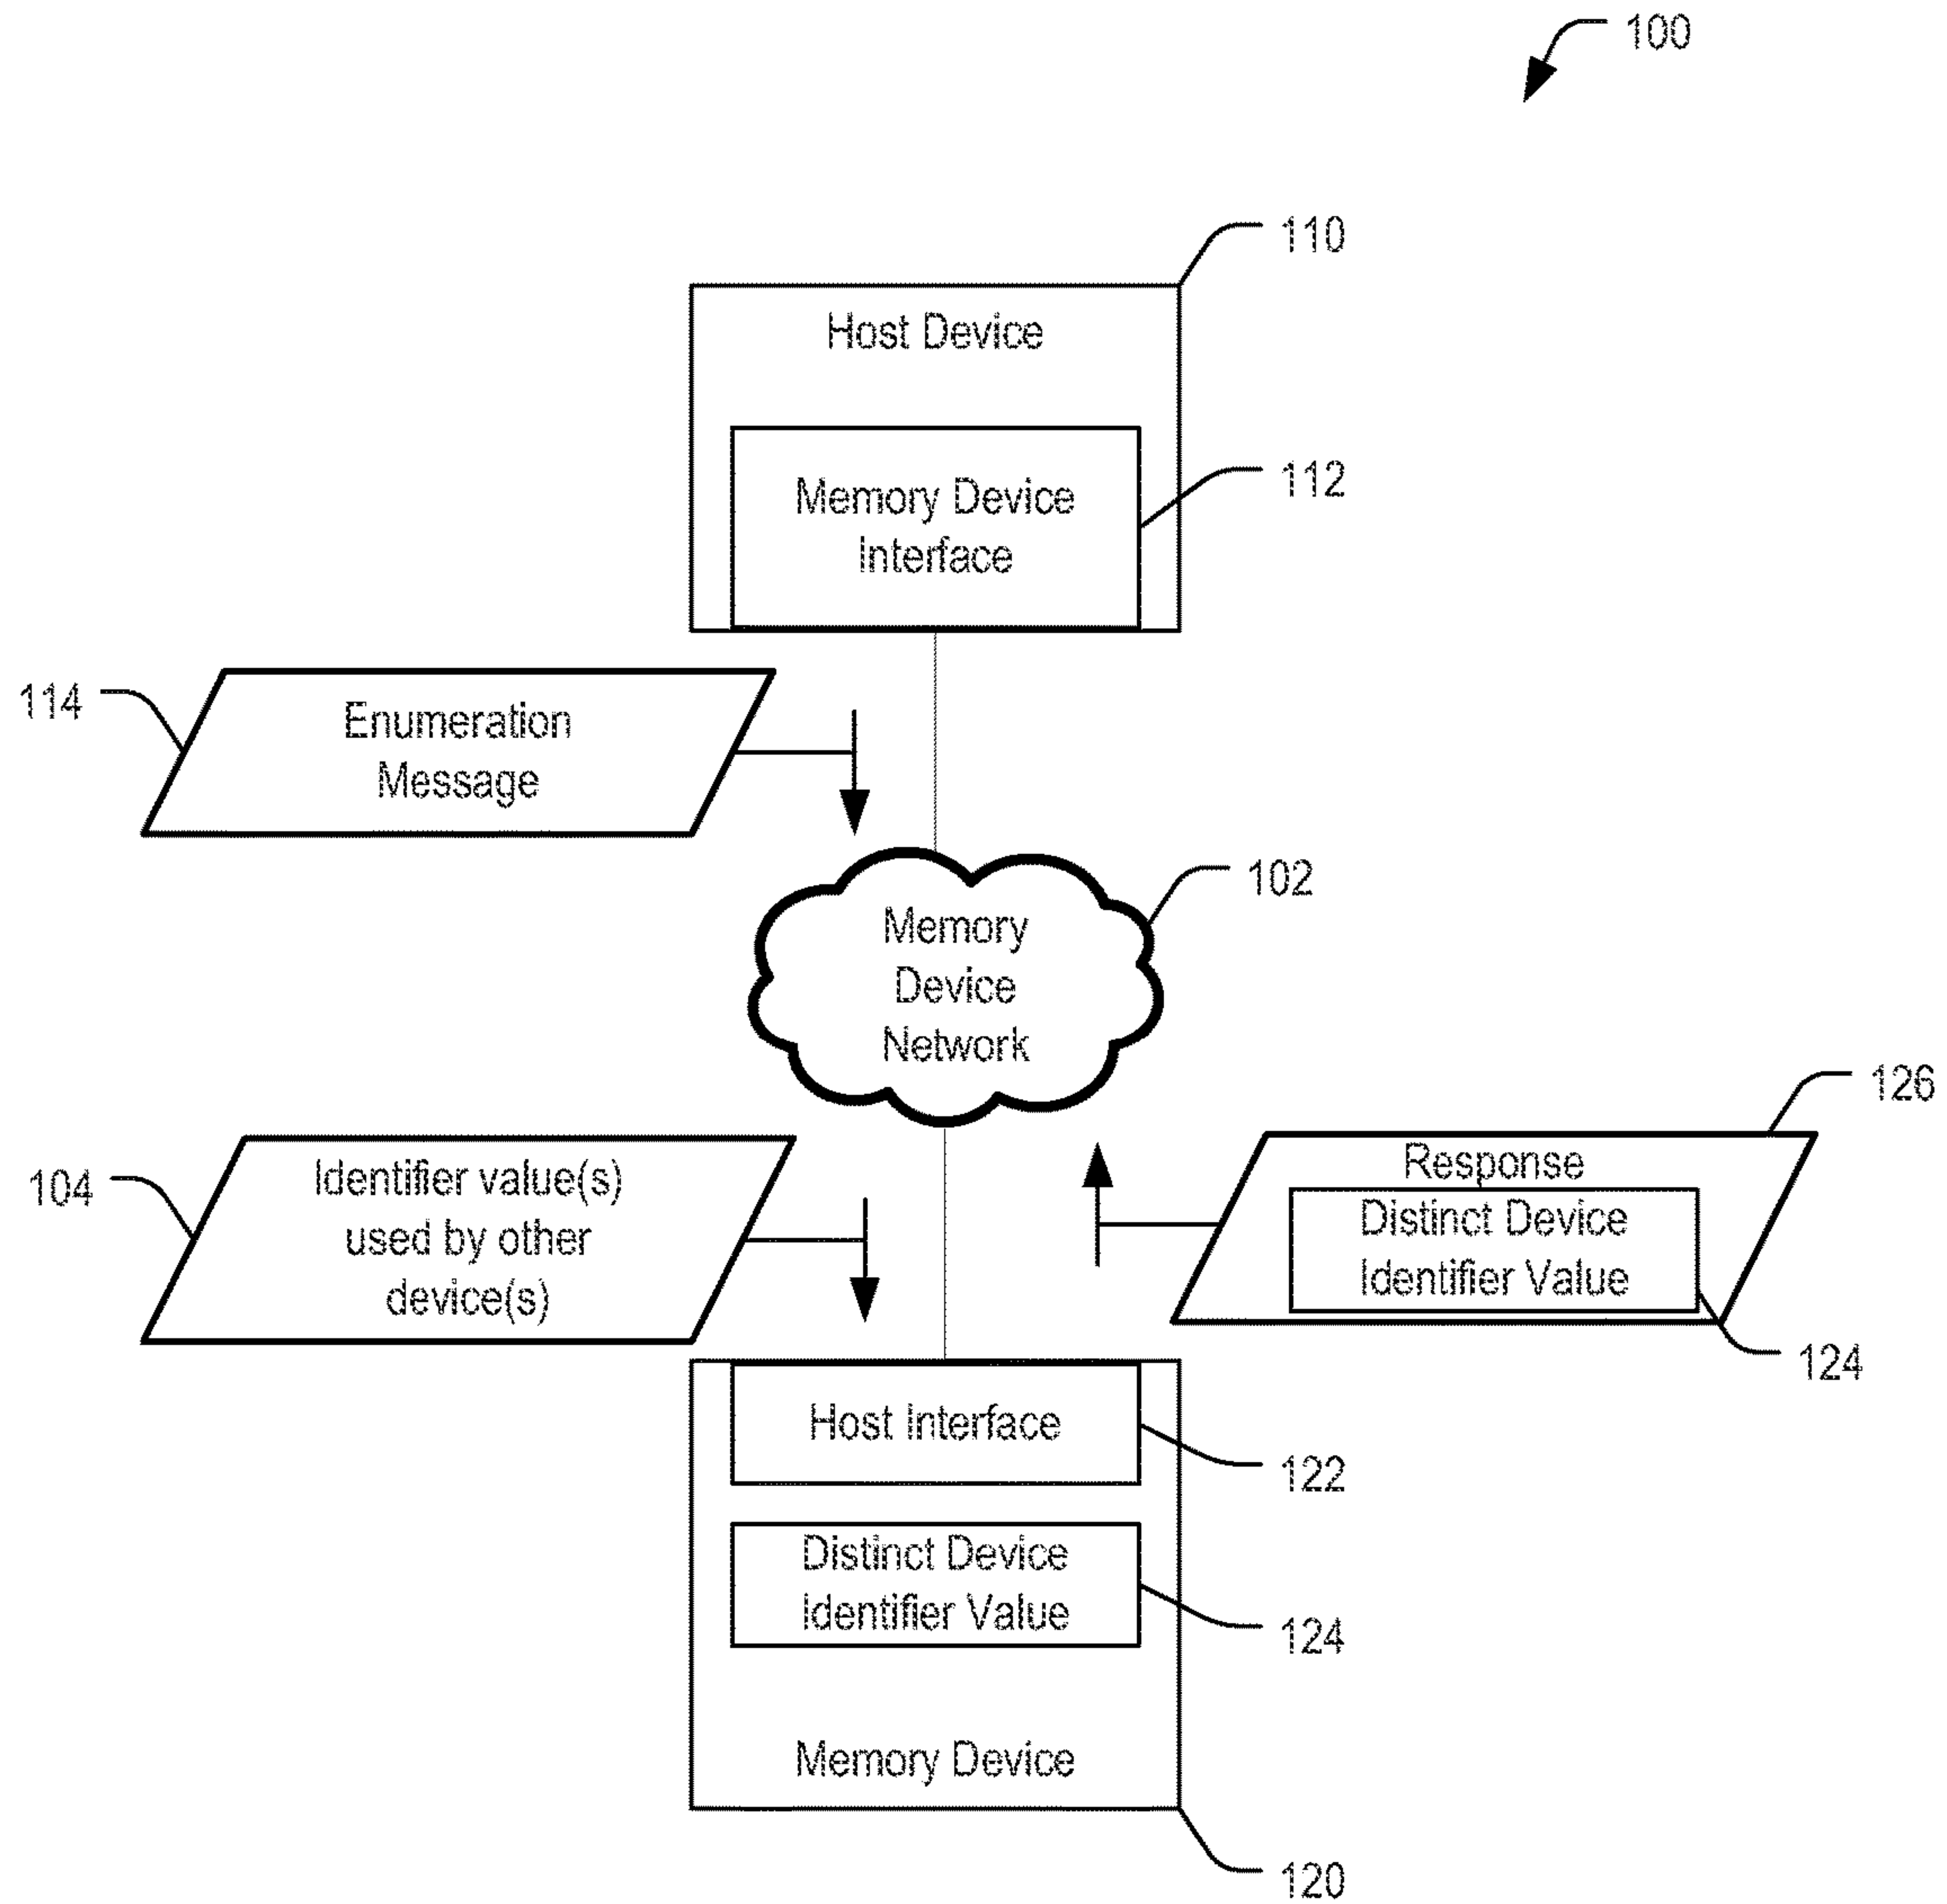 100
110
Host Device
Memory Device
Interface
112
114
Enumeration
Message
102
Memory
Device
Network
126
104
Identifier value(s)
used by other
device(s)
Response
Distinct Device
Identifier Value
124
Host Interface
122
Distinct Device
Identifier Value
124
Memory Device
120